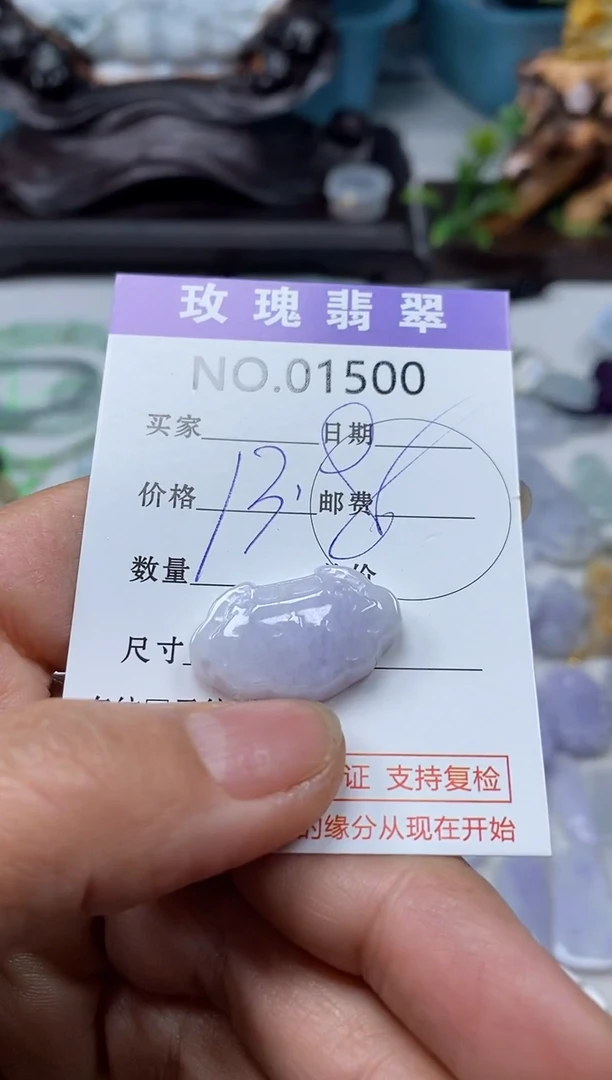 玫瑰翡翠
NO.01500
买家 日期
价格 邮费
数量 价
尺寸
证 支持复检
的缘分从现在开始